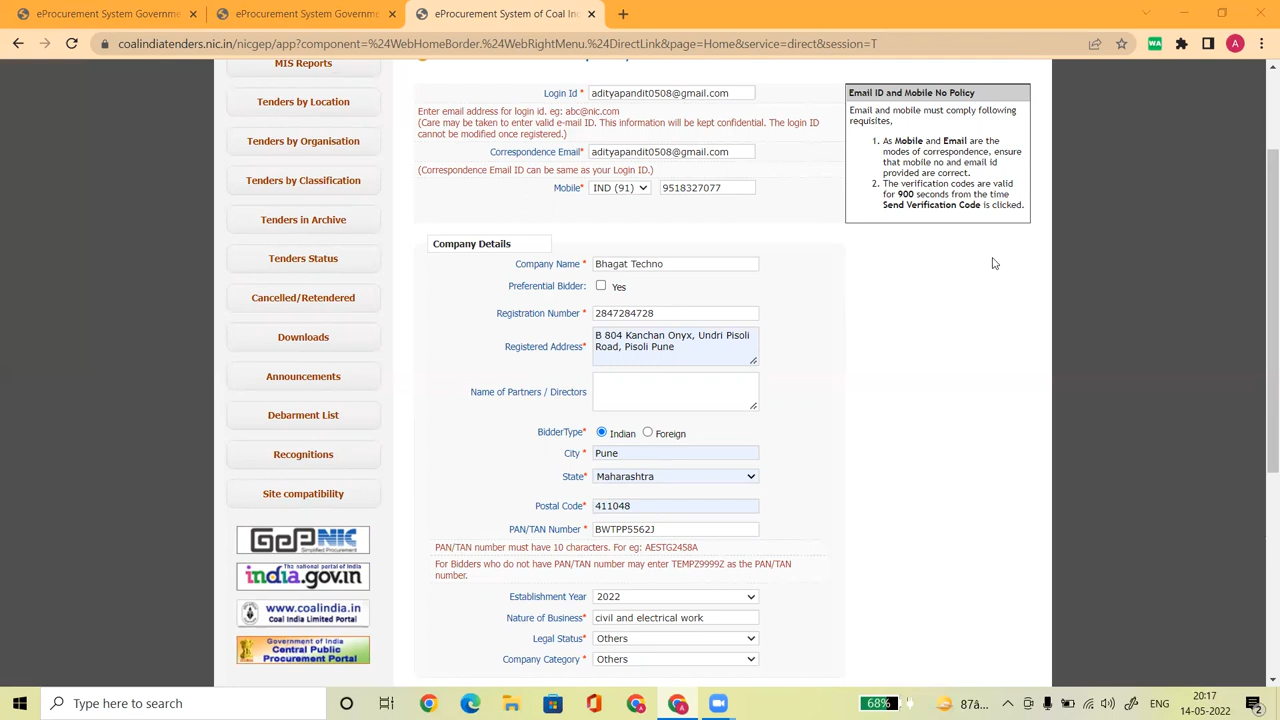 eProcurement System Governme
eProcurement System Governme
eProcurement System of Coal In
coalindiatenders.nic.in/nicgep/app?component=%24WebHomeBorder.%24WebRightMenu.%24DirectLink&page=Home&service=direct&session=T
WA
A
MIS Reports
Tenders by Location
Tenders by Organisation
Tenders by Classification
Tenders in Archive
Tenders Status
Cancelled/Retendered
Downloads
Announcements
Debarment List
Recognitions
Site compatibility
GePNIC
Simplified Procurement
The national portal of India
india.gov.in
www.coalindia.in
Coal India Limited Portal
Government of India
Central Public
Procurement Portal
Login Id * adityapandit0508@gmail.com
Enter email address for login id. eg: abc@nic.com
(Care may be taken to enter valid e-mail ID. This information will be kept confidential. The login ID
cannot be modified once registered.)
Correspondence Email* adityapandit0508@gmail.com
(Correspondence Email ID can be same as your Login ID.)
Mobile* IND (91) 9518327077
Email ID and Mobile No Policy
Email and mobile must comply following
requisites,
1. As Mobile and Email are the
modes of correspondence, ensure
that mobile no and email id
provided are correct.
2. The verification codes are valid
for 900 seconds from the time
Send Verification Code is clicked.
Company Details
Company Name * Bhagat Techno
Preferential Bidder: Yes
Registration Number * 2847284728
Registered Address* B 804 Kanchan Onyx, Undri Pisoli
Road, Pisoli Pune
Name of Partners / Directors
BidderType* Indian Foreign
City * Pune
State* Maharashtra
Postal Code* 411048
PAN/TAN Number * BWTPP5562J
PAN/TAN number must have 10 characters. For eg: AESTG2458A
For Bidders who do not have PAN/TAN number may enter TEMPZ9999Z as the PAN/TAN
number.
Establishment Year 2022
Nature of Business* civil and electrical work
Legal Status* Others
Company Category * Others
Type here to search
68%
87°...
20:17
14-05-2022
2